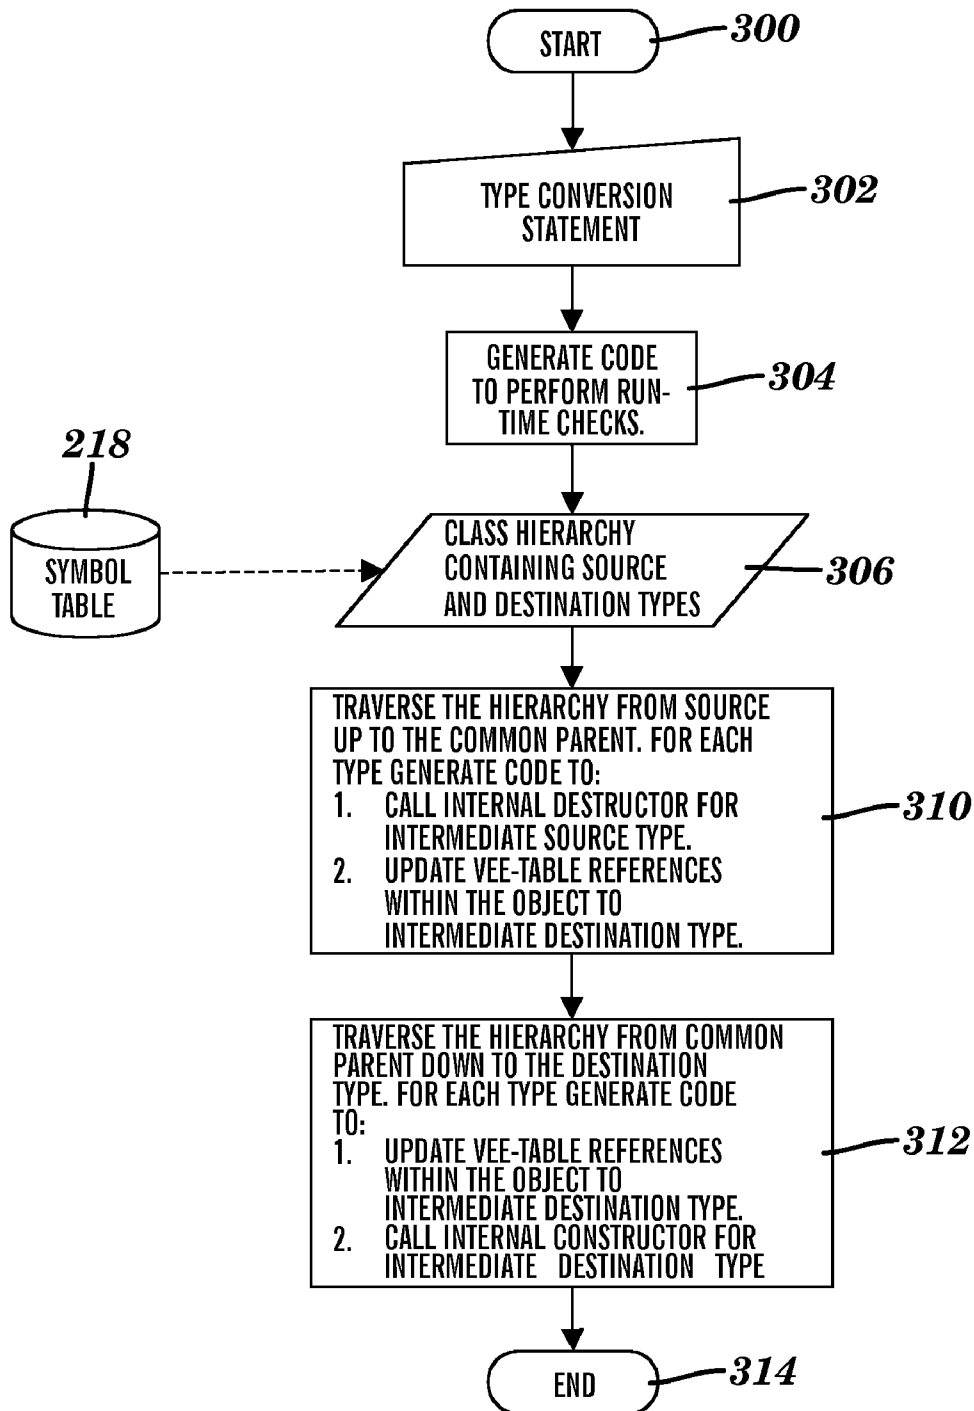 START
300
TYPE CONVERSION
STATEMENT
302
GENERATE CODE
TO PERFORM RUN-
TIME CHECKS.
304
218
SYMBOL
TABLE
CLASS HIERARCHY
CONTAINING SOURCE
AND DESTINATION TYPES
306
TRAVERSE THE HIERARCHY FROM SOURCE
UP TO THE COMMON PARENT. FOR EACH
TYPE GENERATE CODE TO:
1. CALL INTERNAL DESTRUCTOR FOR
INTERMEDIATE SOURCE TYPE.
2. UPDATE VEE-TABLE REFERENCES
WITHIN THE OBJECT TO
INTERMEDIATE DESTINATION TYPE.
310
TRAVERSE THE HIERARCHY FROM COMMON
PARENT DOWN TO THE DESTINATION
TYPE. FOR EACH TYPE GENERATE CODE
TO:
1. UPDATE VEE-TABLE REFERENCES
WITHIN THE OBJECT TO
INTERMEDIATE DESTINATION TYPE.
2. CALL INTERNAL CONSTRUCTOR FOR
INTERMEDIATE DESTINATION TYPE
312
END
314